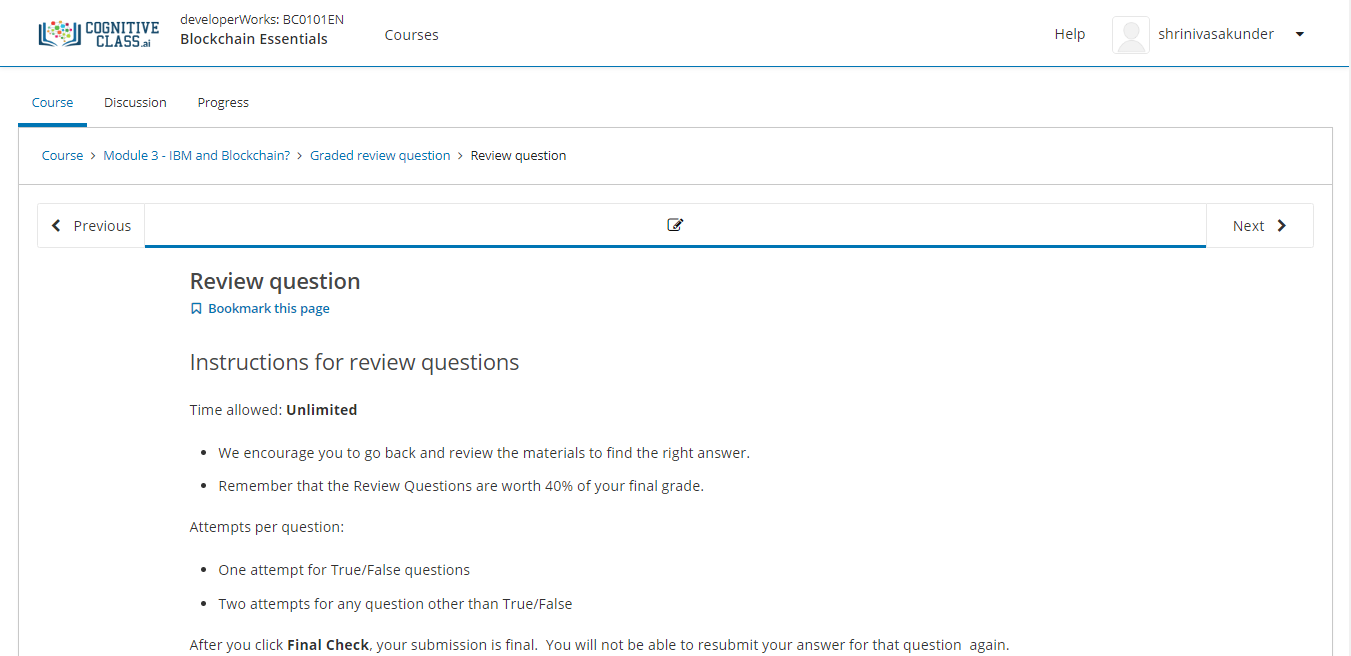 COGNITIVE
CLASS.ai
developerWorks: BC0101EN
Blockchain Essentials
Courses
Help
shrinivasakunder
Course
Discussion
Progress
Course > Module 3 - IBM and Blockchain? > Graded review question > Review question
Previous
Next
Review question
Bookmark this page
Instructions for review questions
Time allowed: Unlimited
• We encourage you to go back and review the materials to find the right answer.
• Remember that the Review Questions are worth 40% of your final grade.
Attempts per question:
• One attempt for True/False questions
• Two attempts for any question other than True/False
After you click Final Check, your submission is final.  You will not be able to resubmit your answer for that question  again.